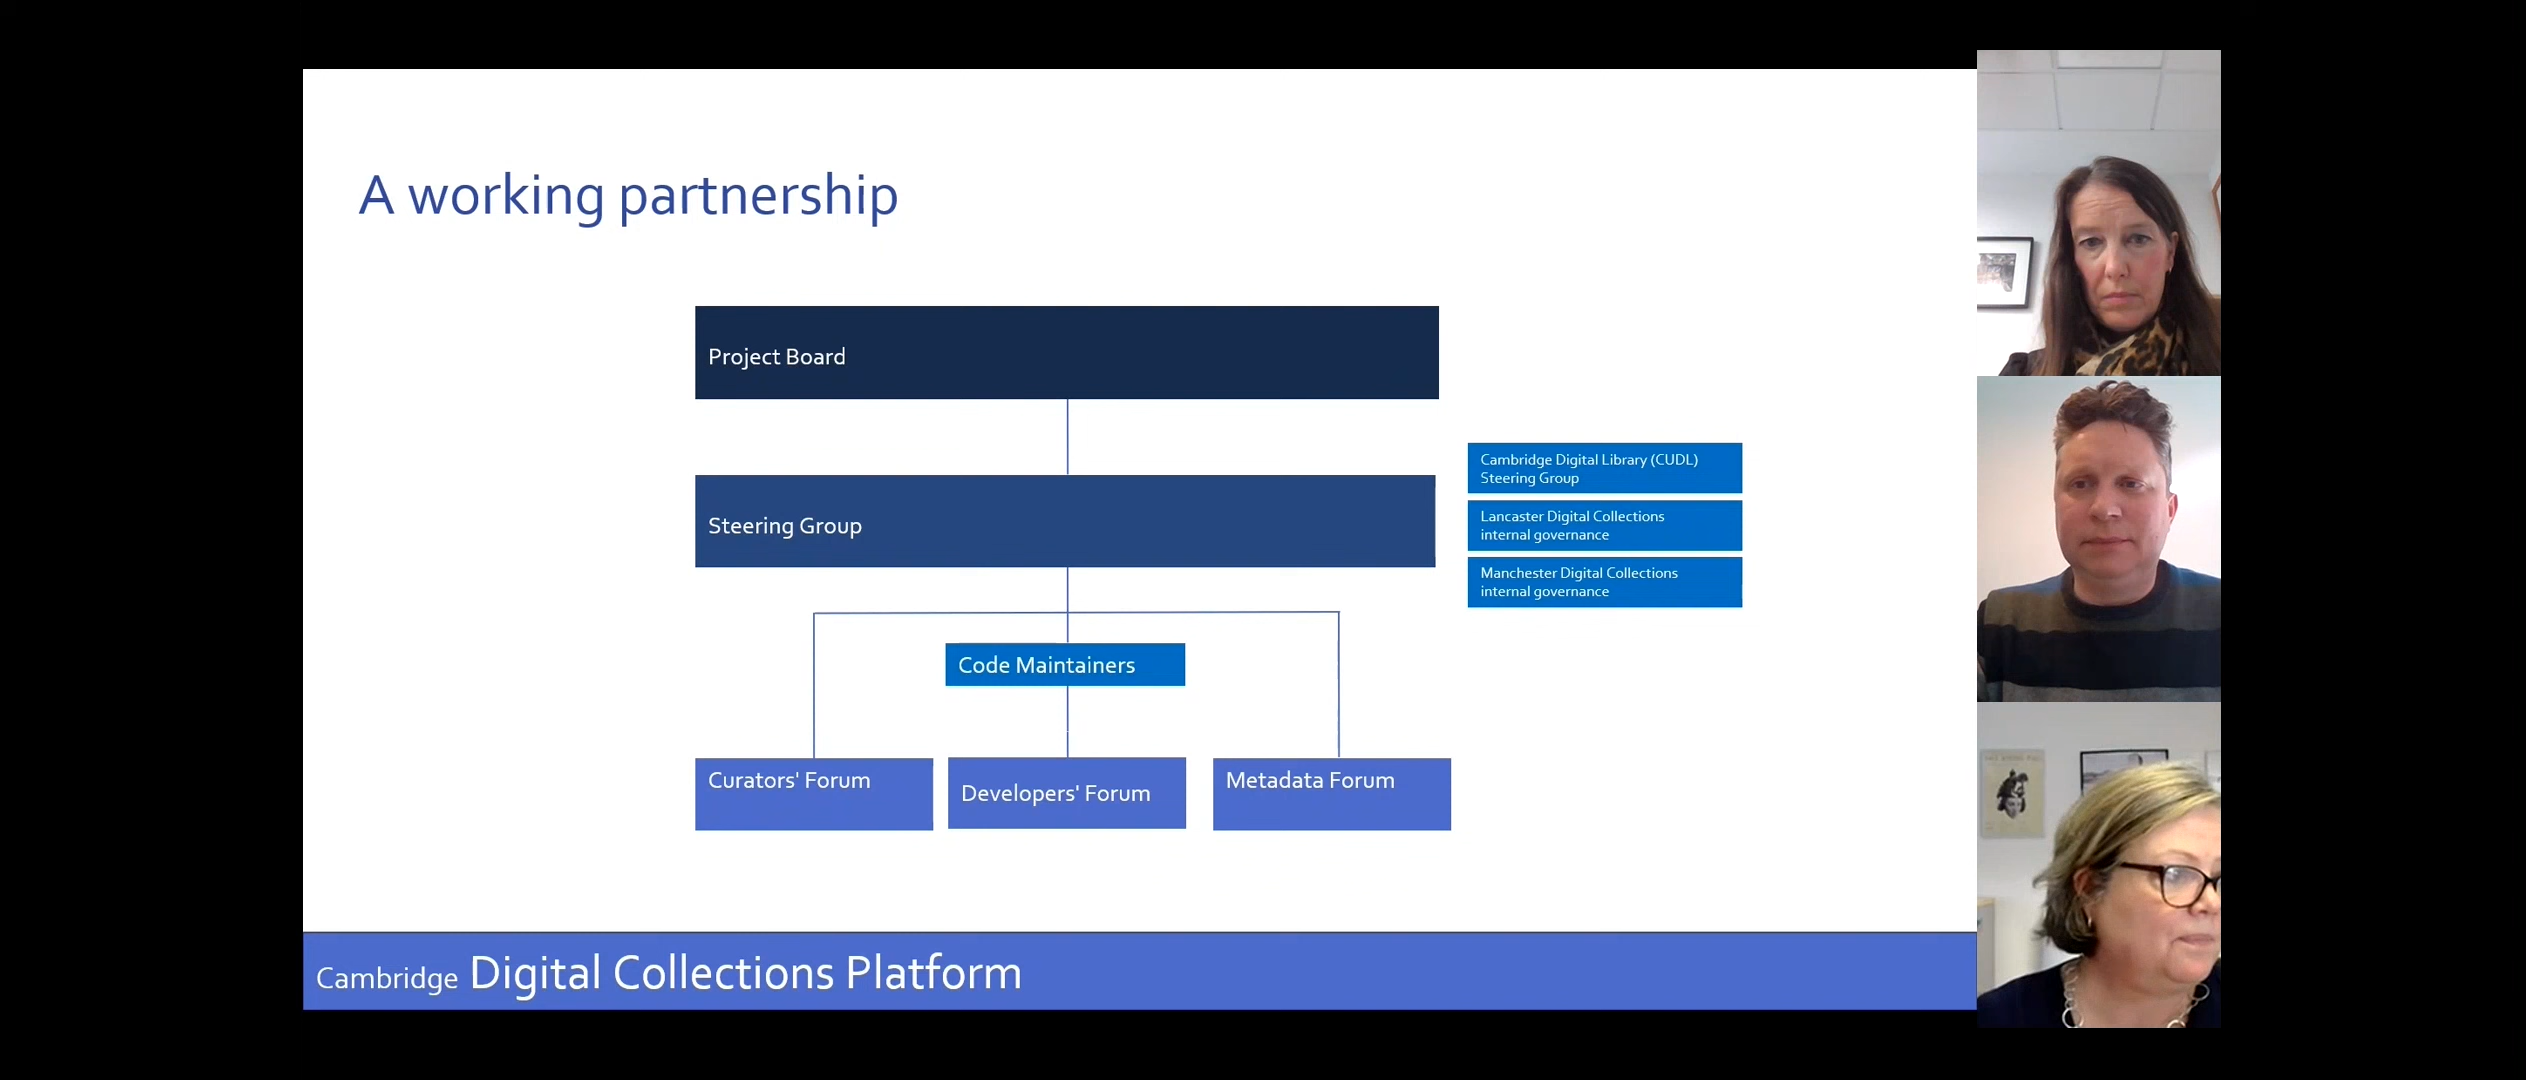 A working partnership
Project Board
Steering Group
Cambridge Digital Library (CUDL)
Steering Group
Lancaster Digital Collections
internal governance
Manchester Digital Collections
internal governance
Code Maintainers
Curators' Forum
Developers' Forum
Metadata Forum
Cambridge Digital Collections Platform